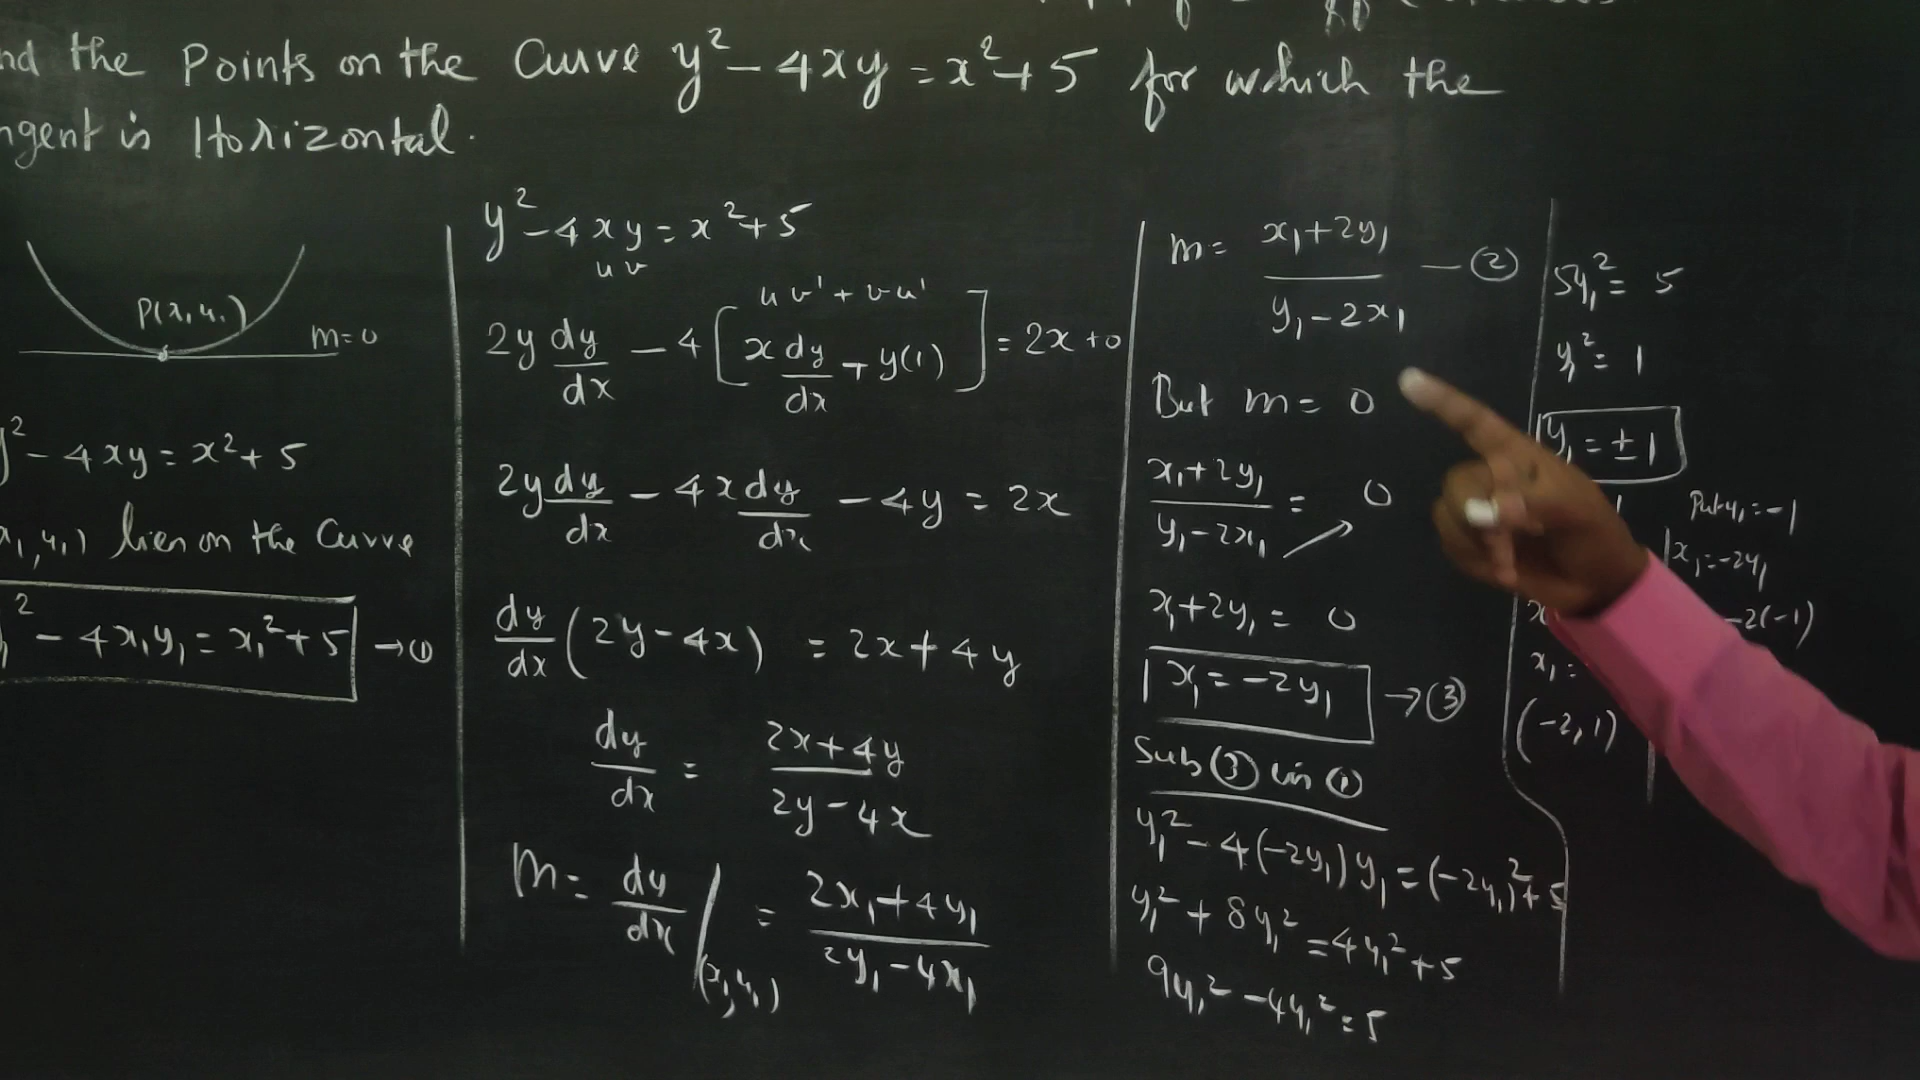 nd the Points on the Curve y² - 4xy = x² + 5 for which the
ngent is Horizontal.
P(x, y₁)
m = 0
y² - 4xy = x² + 5
x₁, y₁) lies on the Curve
² - 4x₁y₁ = x₁² + 5 → ①
y² - 4xy = x² + 5
u v
uv' + vu'
2y dy/dx - 4 [x dy/dx + y(1)] = 2x + 0
2y dy/dx - 4x dy/dx - 4y = 2x
dy/dx (2y - 4x) = 2x + 4y
dy/dx = (2x + 4y)/(2y - 4x)
m = dy/dx /(x₁, y₁) = (2x₁ + 4y₁)/(2y₁ - 4x₁)
m = (x₁ + 2y₁)/(y₁ - 2x₁) — ②
But m = 0
(x₁ + 2y₁)/(y₁ - 2x₁) = 0
x₁ + 2y₁ = 0
x₁ = -2y₁ → ③
Sub ③ in ①
y₁² - 4(-2y₁)y₁ = (-2y₁)² + 5
y₁² + 8y₁² = 4y₁² + 5
9y₁² - 4y₁² = 5
5y₁² = 5
y₁² = 1
y₁ = ± 1
x₁ =
(-2, 1)
Put y₁ = -1
x₁ = -2y₁
-2(-1)